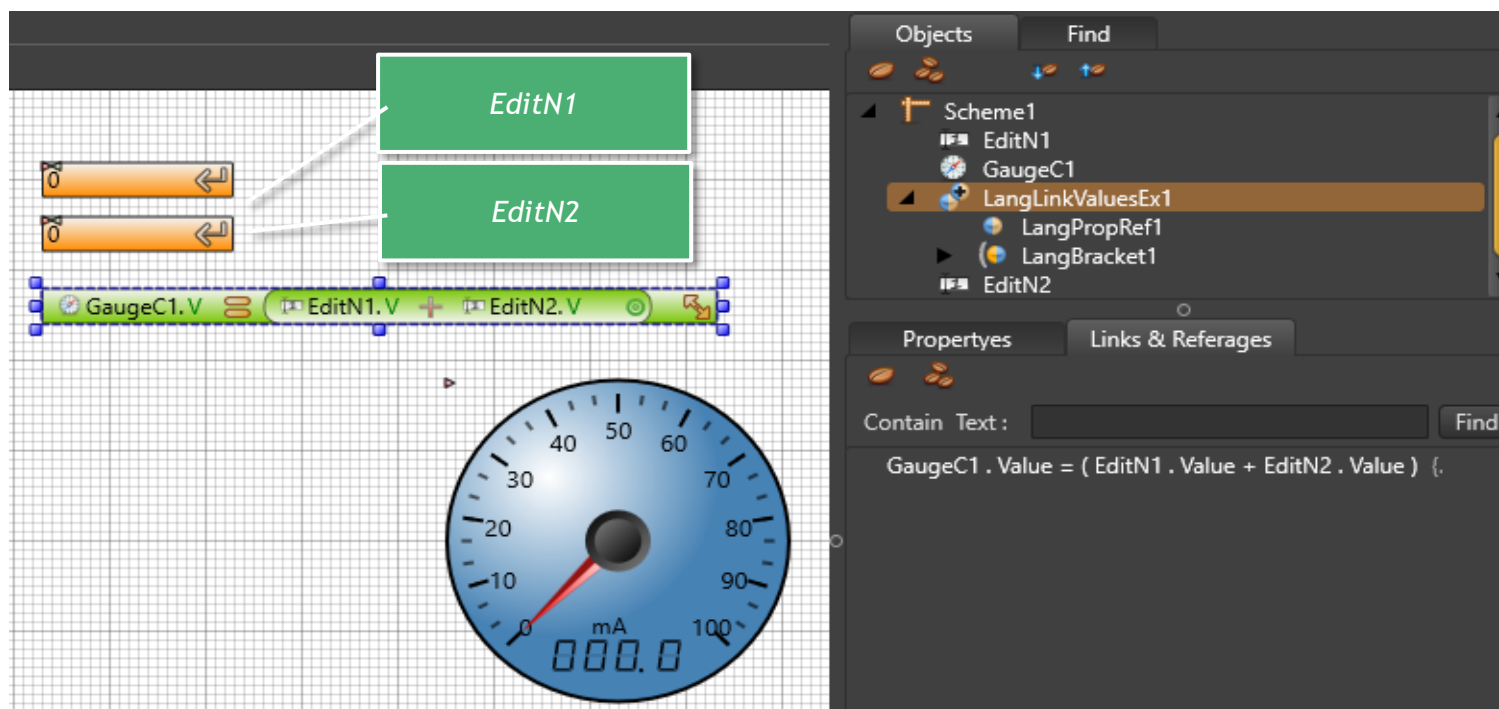 Objects
Find
EditN1
Scheme1
EditN1
0
GaugeC1
EditN2
LangLinkValuesEx1
0
LangPropRef1
LangBracket1
EditN2
GaugeC1.V = ( EditN1.V + EditN2.V )
Propertyes
Links & Referages
Contain Text :
Find
GaugeC1 . Value = ( EditN1 . Value + EditN2 . Value ) {.
50
40
60
30
70
20
80
10
90
0
mA
100
000.0